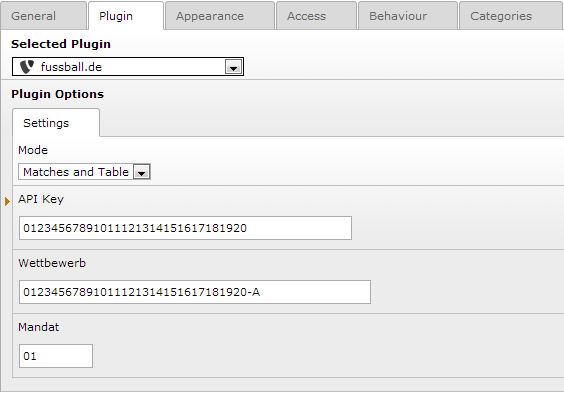 General Plugin Appearance Access Behaviour Categories
Selected Plugin
fussball.de
Plugin Options
Settings
Mode
Matches and Table
API Key
01234567891011121314151617181920
Wettbewerb
01234567891011121314151617181920-A
Mandat
01